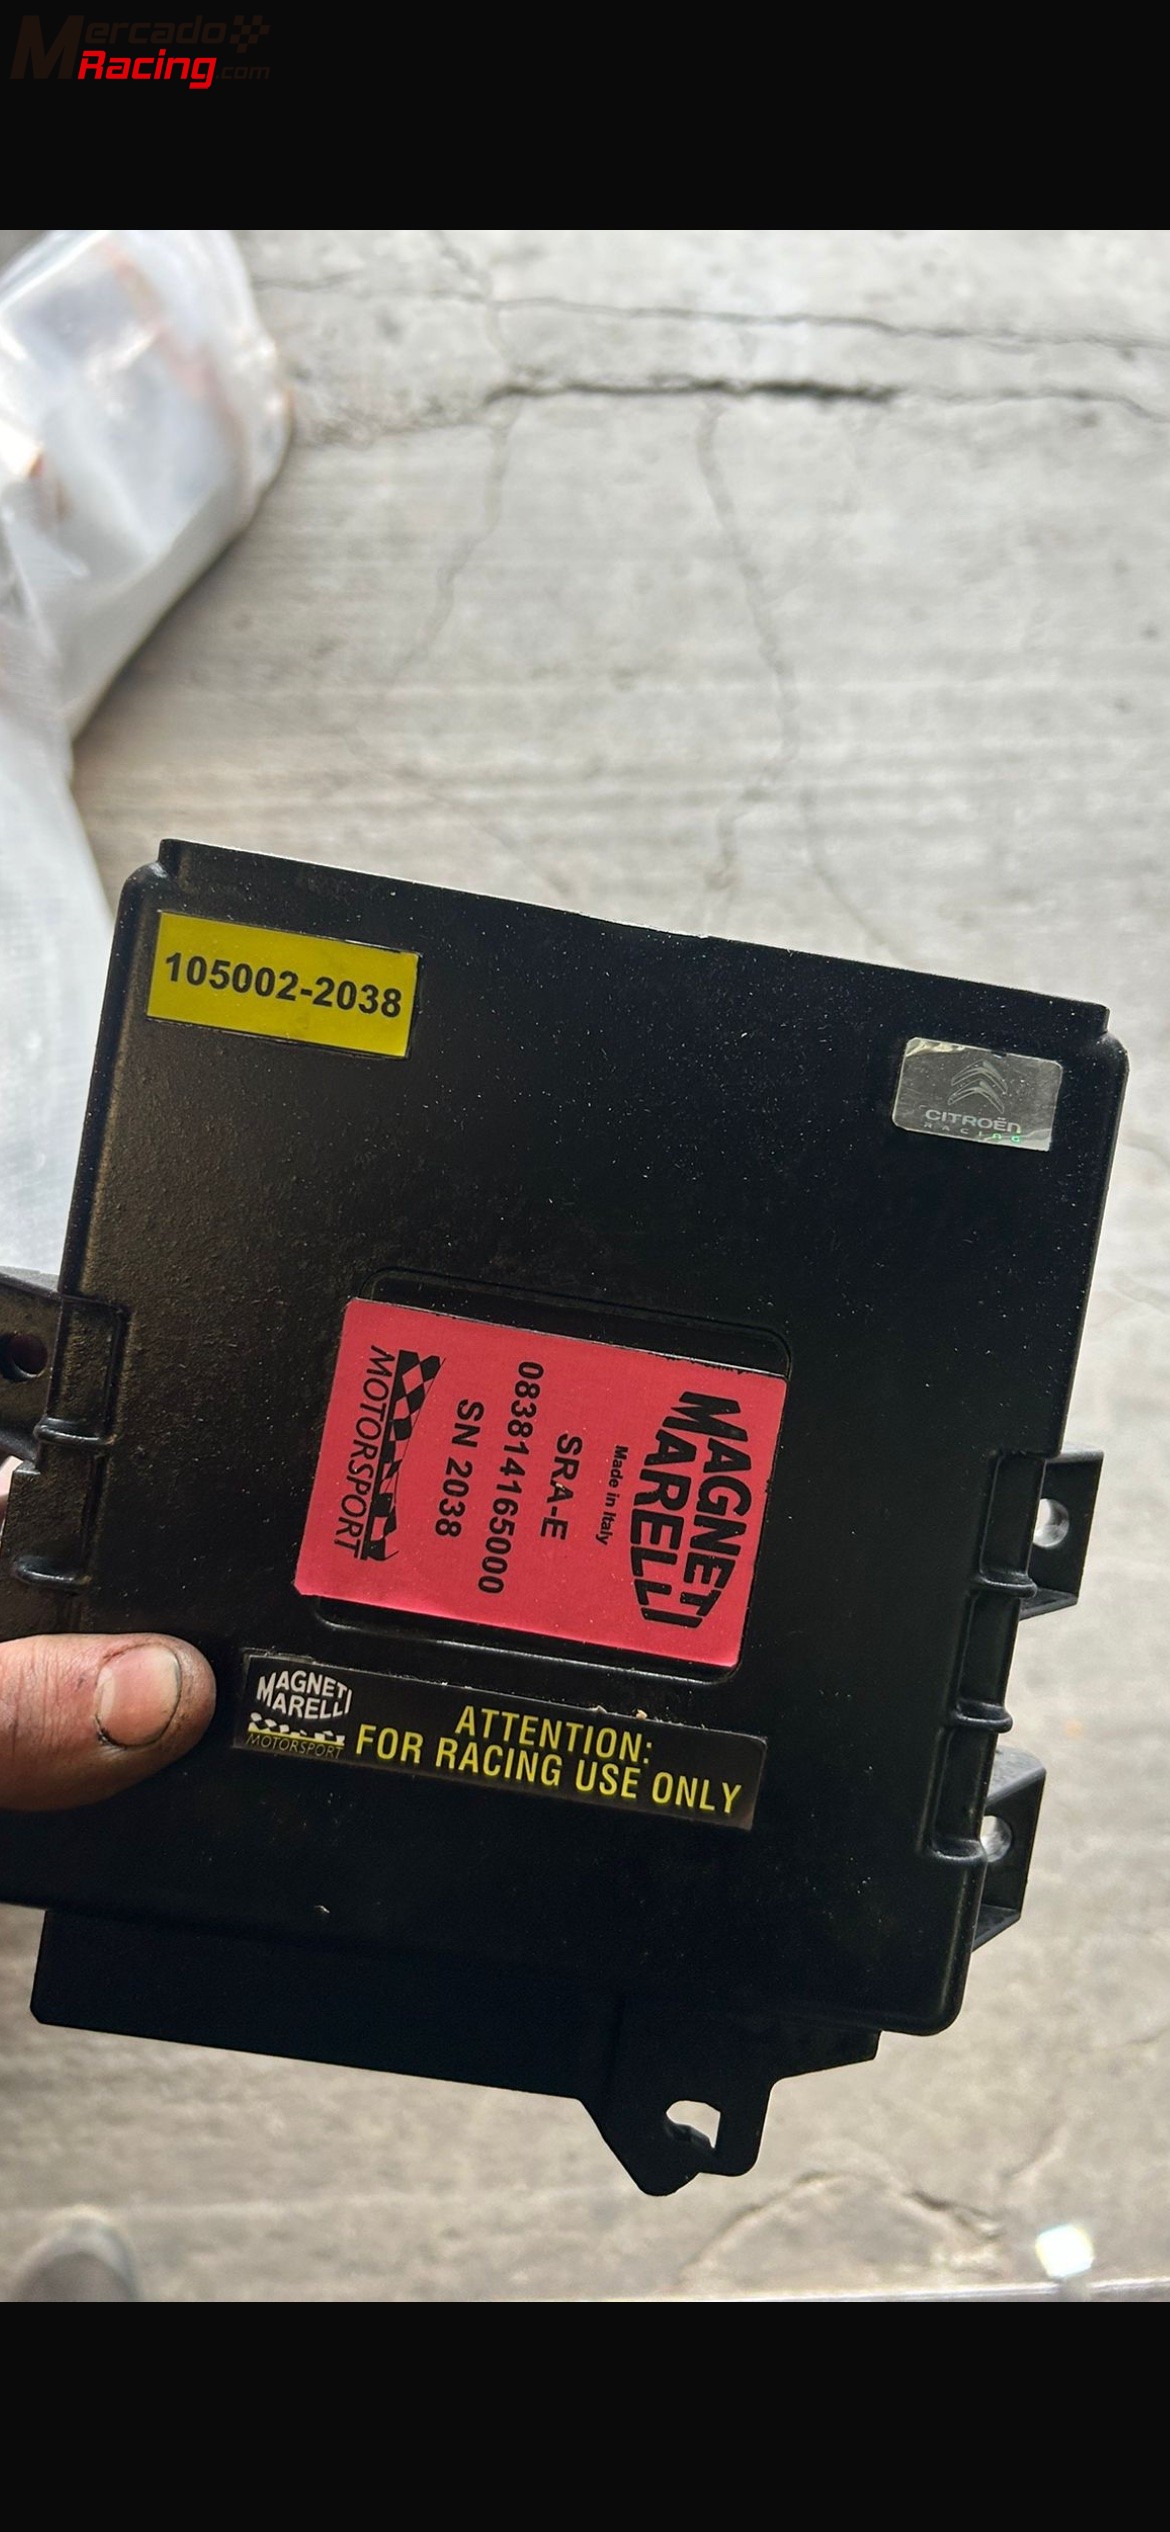 Mercado
Racing.com
105002-2038
CITROËN
RACING
MAGNETI
MARELLI
Made in Italy
SRA-E
083814165000
SN 2038
MOTORSPORT
MAGNETI
MARELLI
MOTORSPORT
ATTENTION:
FOR RACING USE ONLY